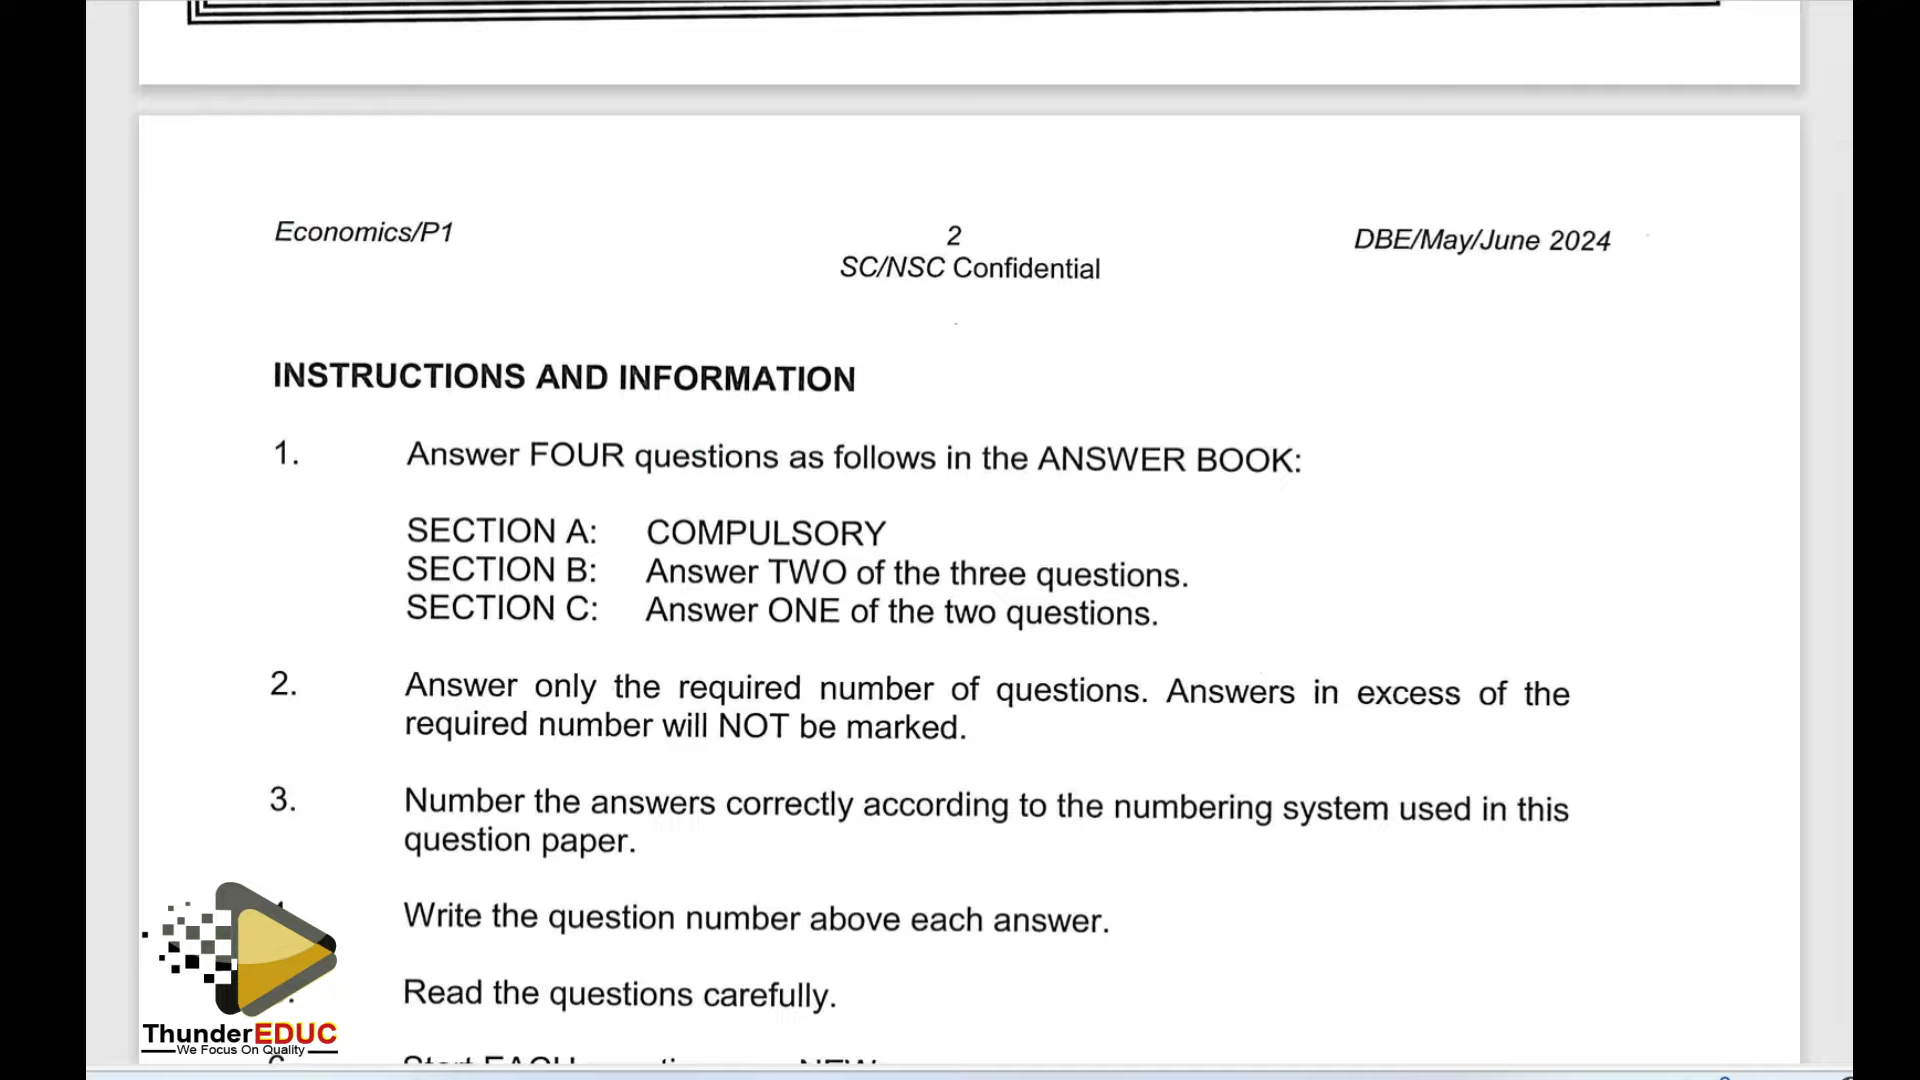 Economics/P1
2
DBE/May/June 2024
SC/NSC Confidential
INSTRUCTIONS AND INFORMATION
1. Answer FOUR questions as follows in the ANSWER BOOK:
SECTION A: COMPULSORY
SECTION B: Answer TWO of the three questions.
SECTION C: Answer ONE of the two questions.
2. Answer only the required number of questions. Answers in excess of the
required number will NOT be marked.
3. Number the answers correctly according to the numbering system used in this
question paper.
Write the question number above each answer.
Read the questions carefully.
ThunderEDUC
We Focus On Quality